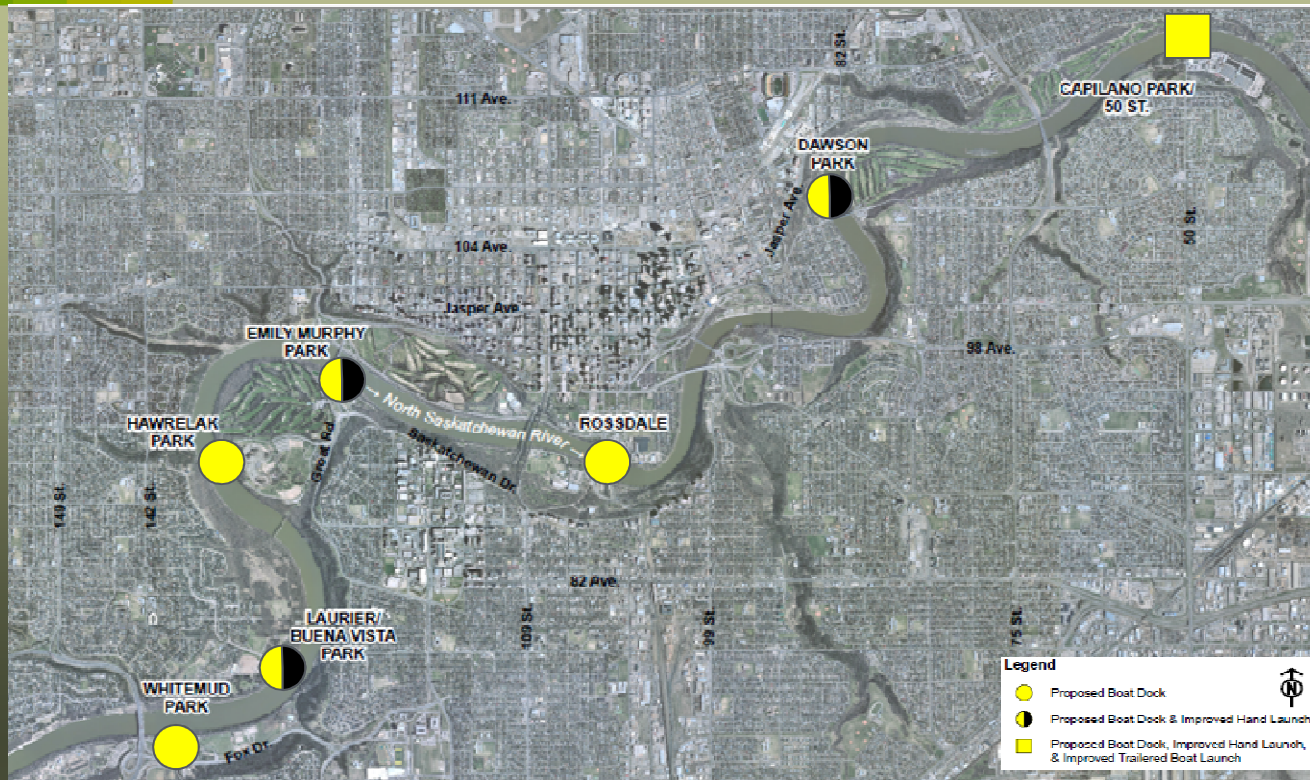 82 St.
CAPILANO PARK/
50 ST.
111 Ave.
DAWSON
PARK
Jasper Ave.
50 St.
104 Ave.
Jasper Ave.
EMILY MURPHY
PARK
98 Ave.
North Saskatchewan River
HAWRELAK
PARK
ROSSDALE
Groat Rd.
Saskatchewan Dr.
149 St.
142 St.
82 Ave.
LAURIER/
BUENA VISTA
PARK
109 St.
99 St.
75 St.
WHITEMUD
PARK
Fox Dr.
Legend
N
Proposed Boat Dock
Proposed Boat Dock & Improved Hand Launch
Proposed Boat Dock, Improved Hand Launch,
& Improved Trailered Boat Launch